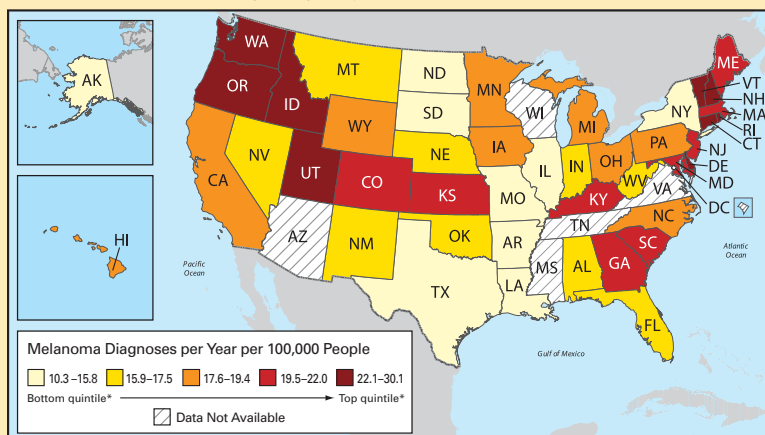 AK
HI
WA
OR
ID
MT
WY
NV
CA
UT
CO
AZ
NM
ND
SD
NE
KS
OK
TX
MN
IA
MO
AR
LA
WI
IL
MI
IN
OH
KY
TN
MS
AL
GA
FL
SC
NC
VA
WV
PA
NY
ME
VT
NH
MA
RI
CT
NJ
DE
MD
DC
Pacific
Ocean
Atlantic
Ocean
Gulf of Mexico
Melanoma Diagnoses per Year per 100,000 People
10.3 –15.8 15.9–17.5 17.6–19.4 19.5–22.0 22.1–30.1
Bottom quintile* Top quintile*
Data Not Available